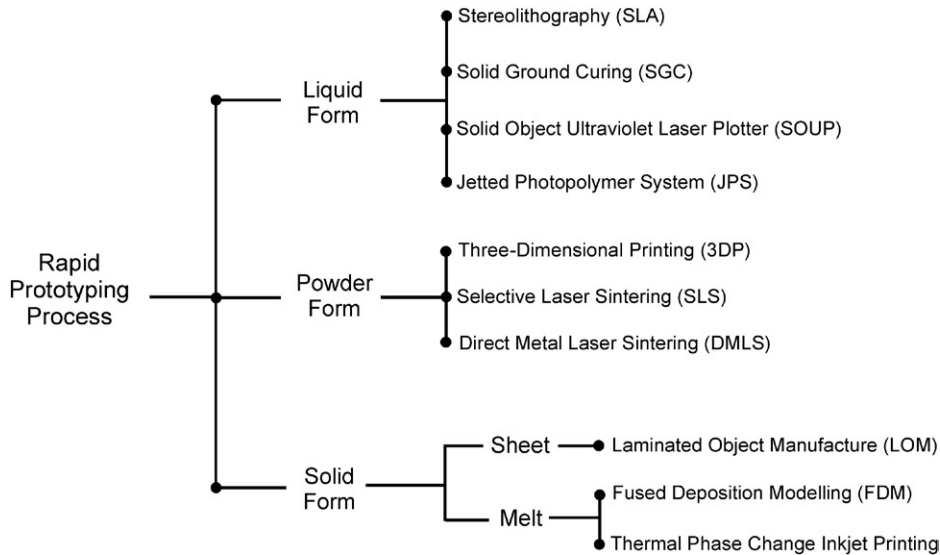 Rapid
Prototyping
Process
Liquid
Form
Stereolithography (SLA)
Solid Ground Curing (SGC)
Solid Object Ultraviolet Laser Plotter (SOUP)
Jetted Photopolymer System (JPS)
Powder
Form
Three-Dimensional Printing (3DP)
Selective Laser Sintering (SLS)
Direct Metal Laser Sintering (DMLS)
Solid
Form
Sheet
Laminated Object Manufacture (LOM)
Melt
Fused Deposition Modelling (FDM)
Thermal Phase Change Inkjet Printing